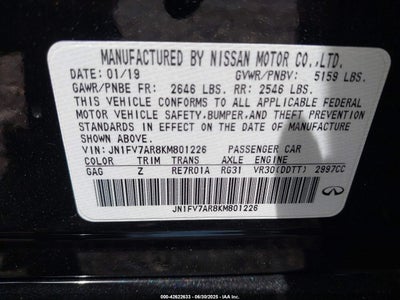 MANUFACTURED BY NISSAN MOTOR CO.,LTD.
DATE: 01/19 GVWR/PNBV: 5159 LBS.
GAWR/PNBE FR: 2646 LBS. RR: 2546 LBS.
THIS VEHICLE CONFORMS TO ALL APPLICABLE FEDERAL
MOTOR VEHICLE SAFETY, BUMPER, AND THEFT PREVENTION
STANDARDS IN EFFECT ON THE DATE OF MANUFACTURE
SHOWN ABOVE.
VIN: JN1FV7AR8KM801226 PASSENGER CAR
COLOR TRIM TRANS AXLE ENGINE
GAG Z RE7R01A RG31 VR30(DDTT) 2997CC
JN1FV7AR8KM801226
000-42622633 - 06/30/2025 - IAA